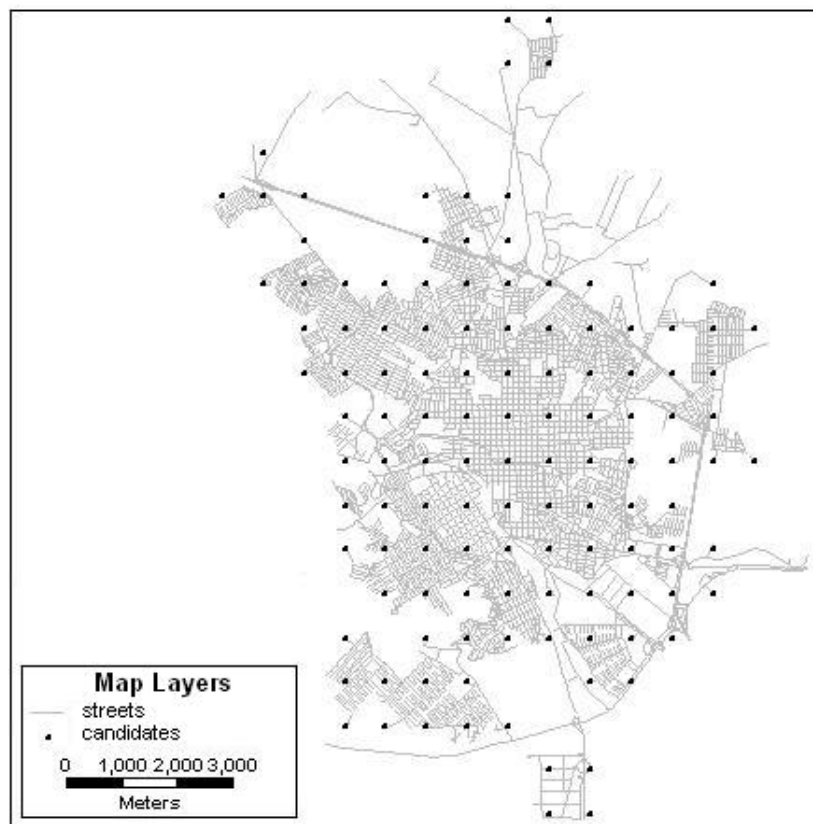 Map Layers
streets
candidates
0 1,000 2,000 3,000
Meters